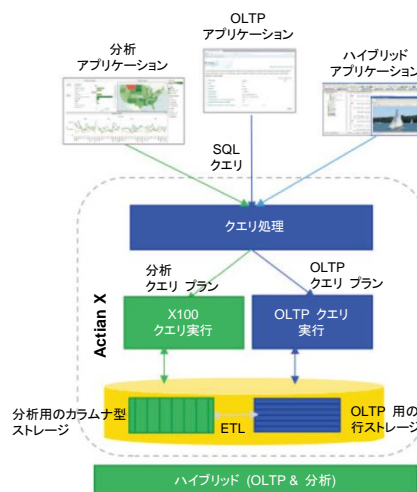 分析
アプリケーション
OLTP
アプリケーション
ハイブリッド
アプリケーション
SQL
クエリ
クエリ処理
分析
クエリ プラン
OLTP
クエリ プラン
Actian X
X100
クエリ実行
OLTP クエリ
実行
分析用のカラムナ型
ストレージ
ETL
OLTP 用の
行ストレージ
ハイブリッド (OLTP & 分析)